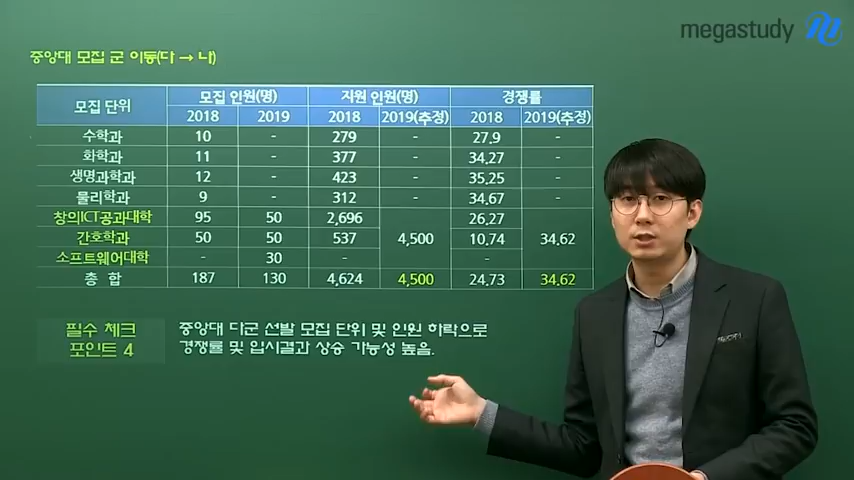 megastudy
중앙대 모집 군 이동(다 → 나)
모집 단위 모집 인원(명) 지원 인원(명) 경쟁률
2018 2019 2018 2019(추정) 2018 2019(추정)
수학과 10 - 279 - 27.9 -
화학과 11 - 377 - 34.27 -
생명과학과 12 - 423 - 35.25 -
물리학과 9 - 312 - 34.67 -
창의ICT공과대학 95 50 2,696 26.27
간호학과 50 50 537 4,500 10.74 34.62
소프트웨어대학 - 30 - -
총 합 187 130 4,624 4,500 24.73 34.62
필수 체크
포인트 4
중앙대 다군 선발 모집 단위 및 인원 하락으로
경쟁률 및 입시결과 상승 가능성 높음.